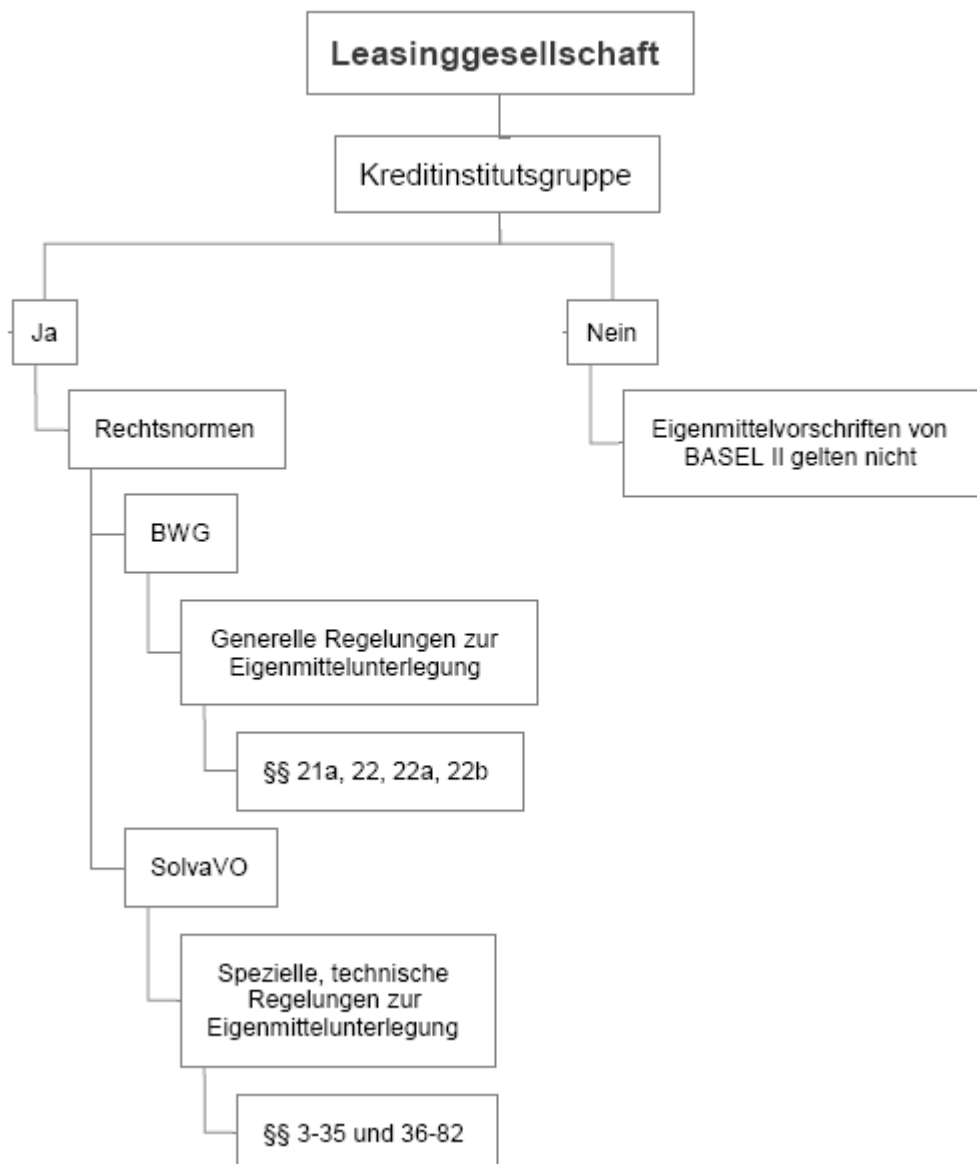 Leasinggesellschaft
Kreditinstitutsgruppe
Ja
Nein
Rechtsnormen
Eigenmittelvorschriften von
BASEL II gelten nicht
BWG
Generelle Regelungen zur
Eigenmittelunterlegung
§§ 21a, 22, 22a, 22b
SolvaVO
Spezielle, technische
Regelungen zur
Eigenmittelunterlegung
§§ 3-35 und 36-82